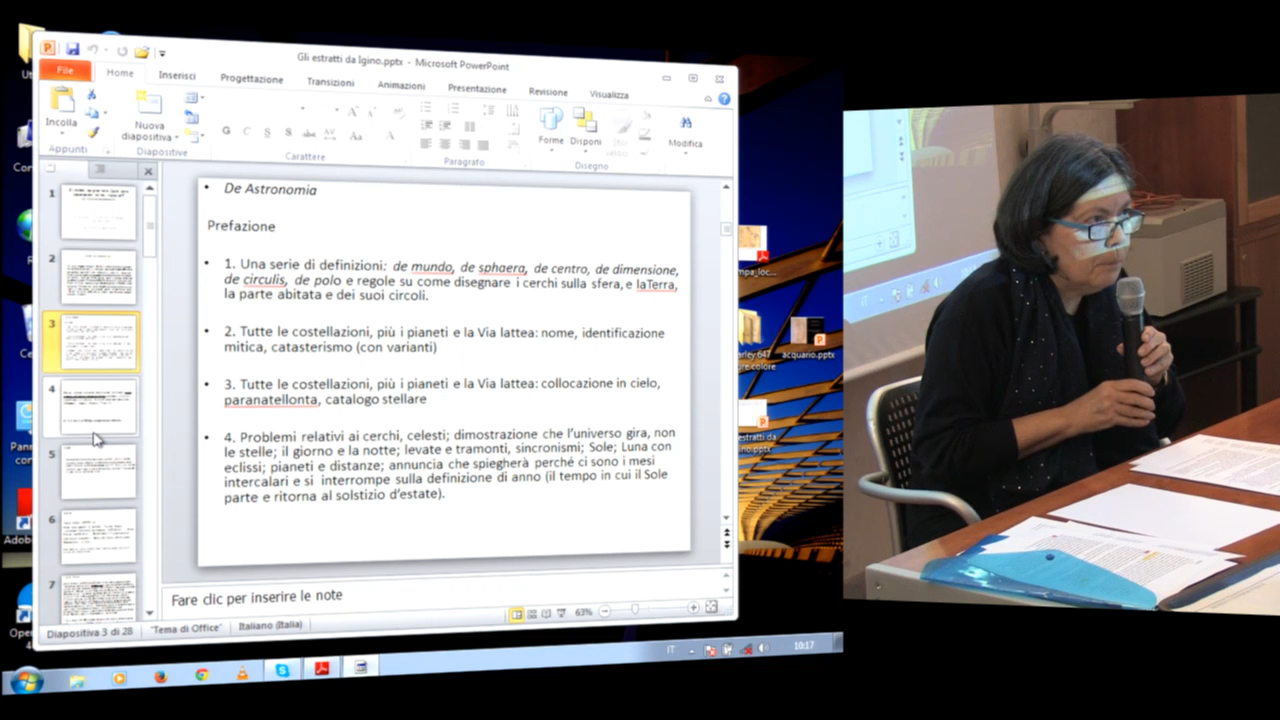 Gli estratti da Igino.pptx - Microsoft PowerPoint
File Home Inserisci Progettazione Transizioni Animazioni Presentazione Revisione Visualizza
Incolla
Nuova diapositiva
Forme Disponi
Modifica
Appunti Diapositive Carattere Paragrafo Disegno
• De Astronomia
Prefazione
• 1. Una serie di definizioni: de mundo, de sphaera, de centro, de dimensione,
de circulis, de polo e regole su come disegnare i cerchi sulla sfera, e laTerra,
la parte abitata e dei suoi circoli.
• 2. Tutte le costellazioni, più i pianeti e la Via lattea: nome, identificazione
mitica, catasterismo (con varianti)
• 3. Tutte le costellazioni, più i pianeti e la Via lattea: collocazione in cielo,
paranatellonta, catalogo stellare
• 4. Problemi relativi ai cerchi, celesti; dimostrazione che l'universo gira, non
le stelle; il giorno e la notte; levate e tramonti, sincronismi; Sole; Luna con
eclissi; pianeti e distanze; annuncia che spiegherà perché ci sono i mesi
intercalari e si interrompe sulla definizione di anno (il tempo in cui il Sole
parte e ritorna al solstizio d'estate).
1
2
3
4
5
6
7
Fare clic per inserire le note
Diapositiva 3 di 28 "Tema di Office" Italiano (Italia) 63%
acquario.pptx
IT 10:17